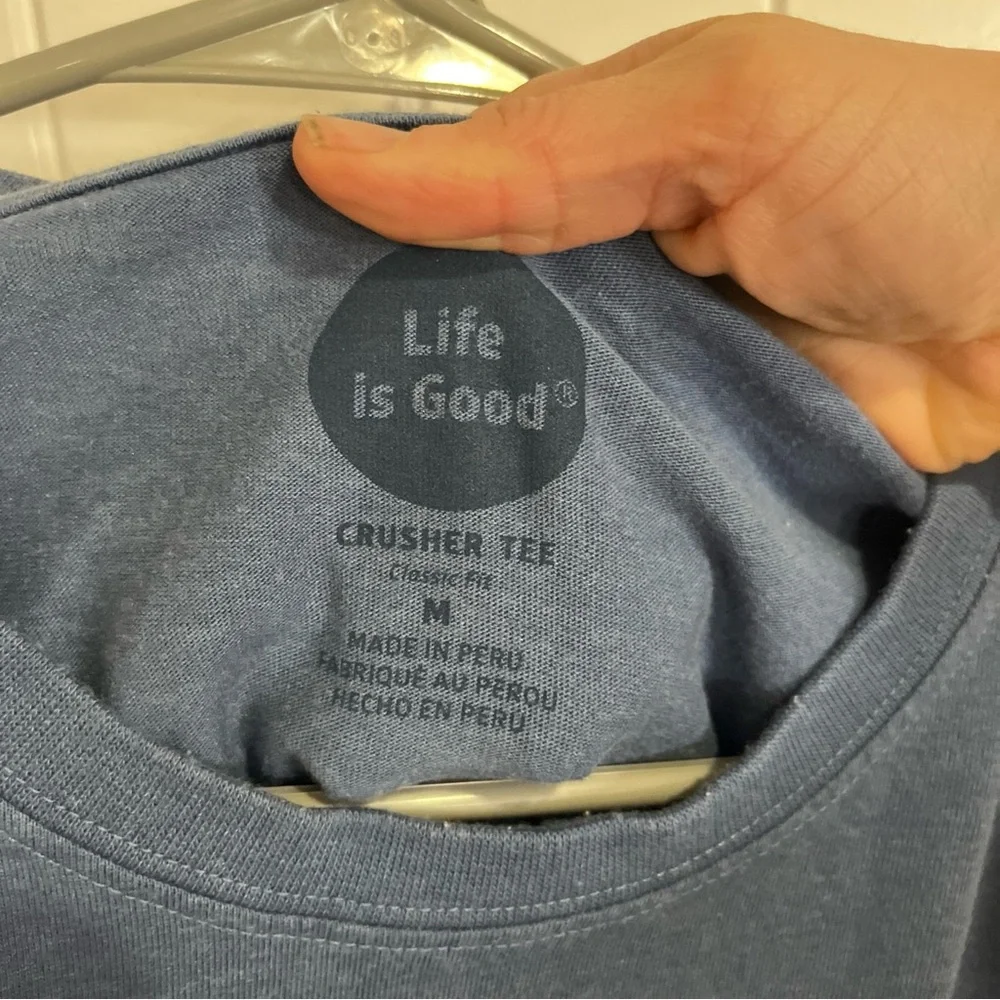 Life
is Good®
CRUSHER TEE
Classic Fit
M
MADE IN PERU
FABRIQUÉ AU PEROU
HECHO EN PERU